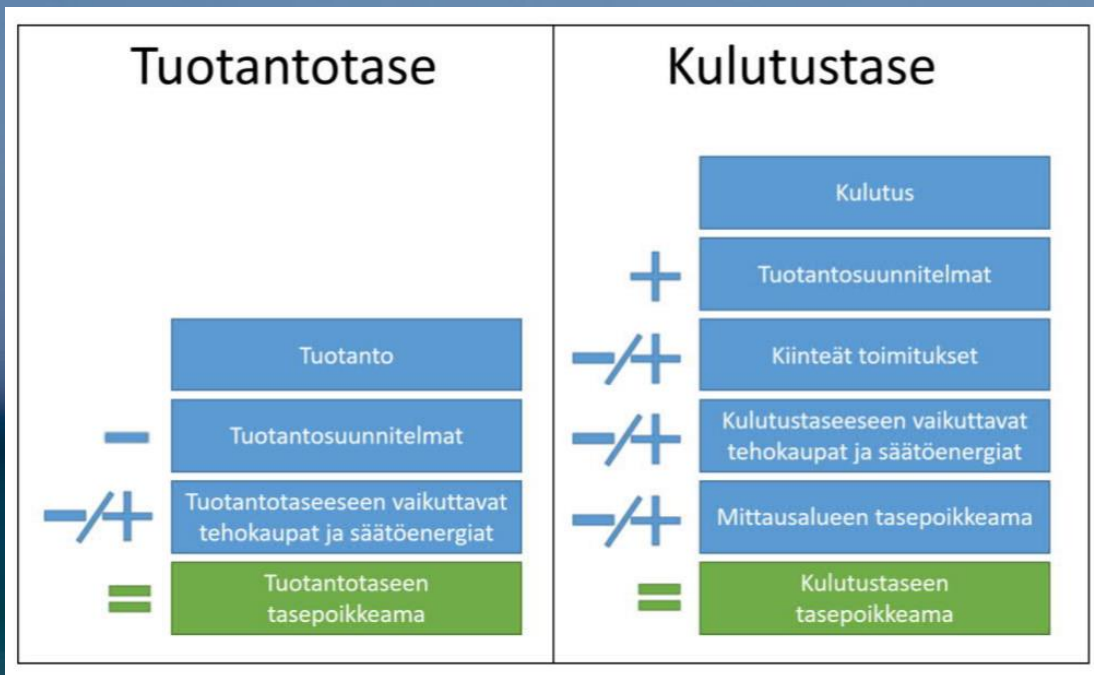 Tuotantotase
Tuotanto
− Tuotantosuunnitelmat
−/+ Tuotantotaseeseen vaikuttavat
tehokaupat ja säätöenergiat
= Tuotantotaseen
tasepoikkeama
Kulutustase
Kulutus
+ Tuotantosuunnitelmat
−/+ Kiinteät toimitukset
−/+ Kulutustaseeseen vaikuttavat
tehokaupat ja säätöenergiat
−/+ Mittausalueen tasepoikkeama
= Kulutustaseen
tasepoikkeama